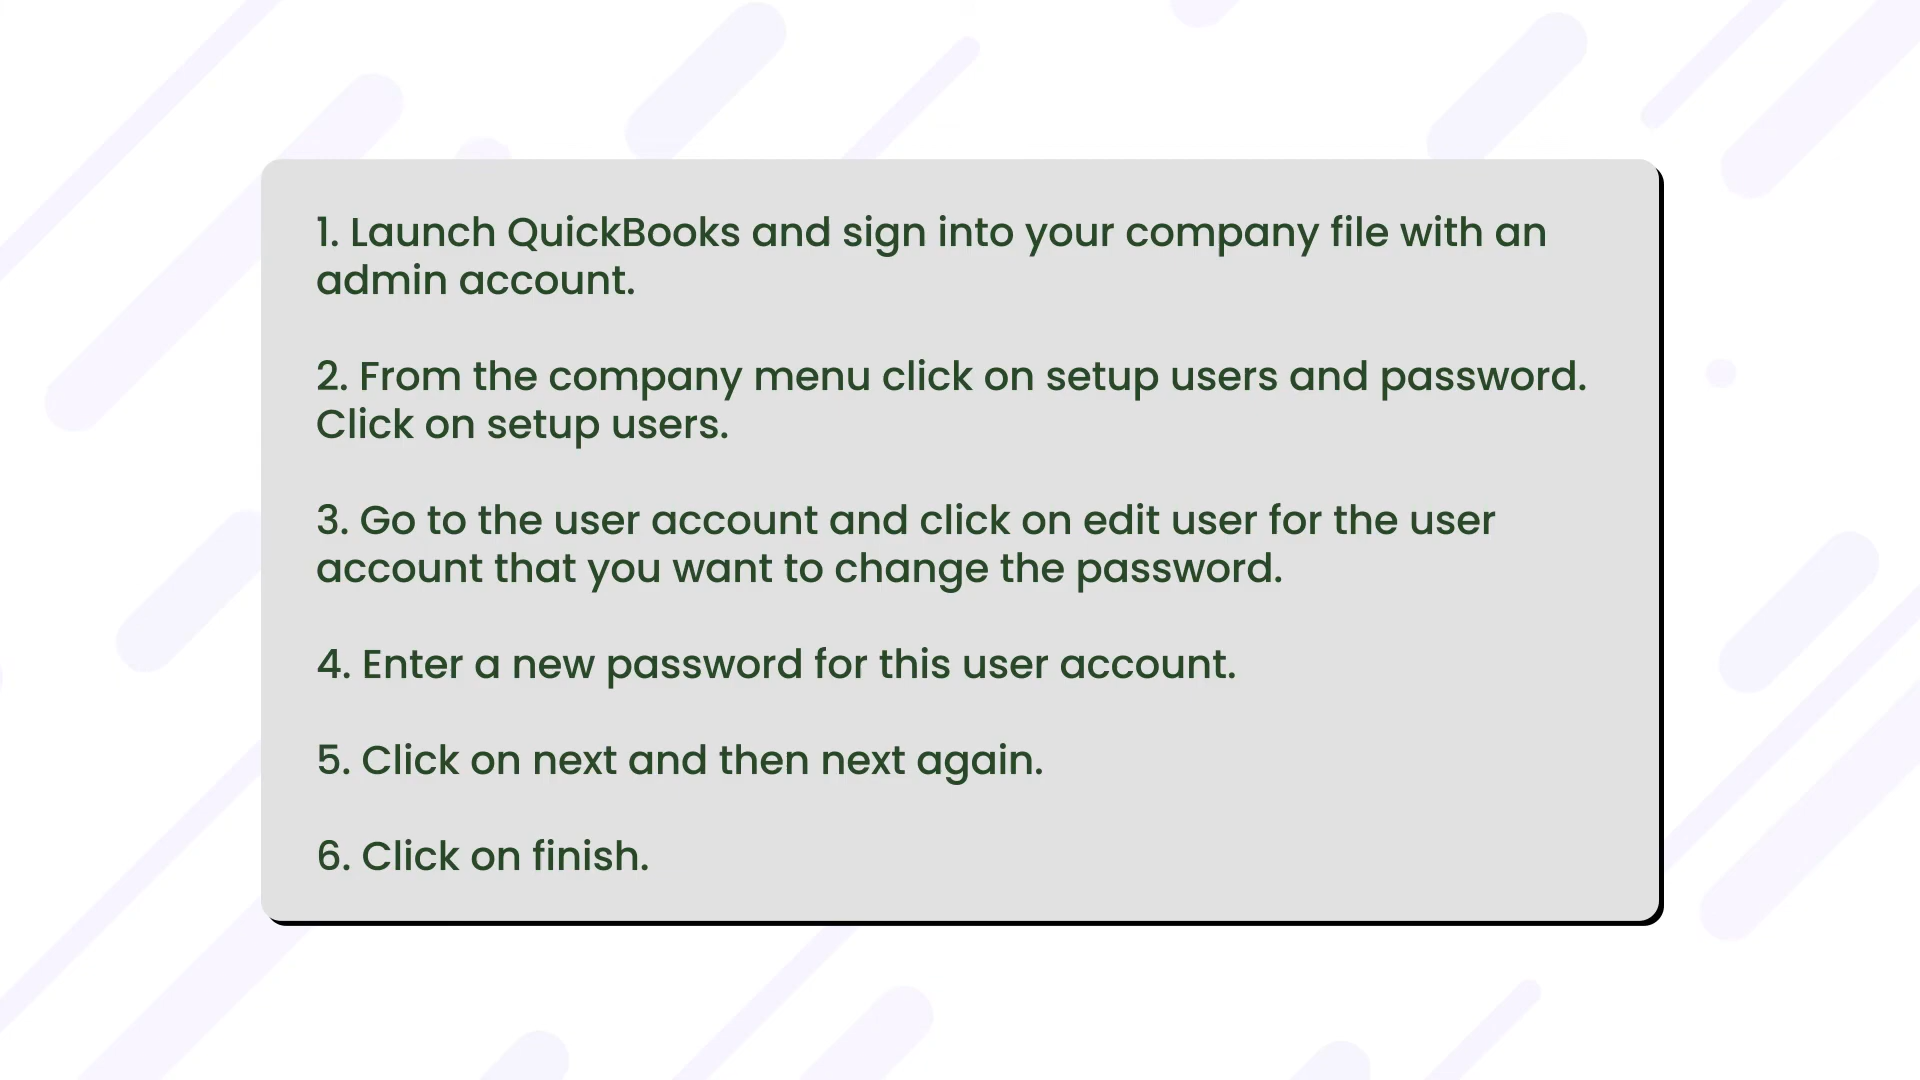 1. Launch QuickBooks and sign into your company file with an
admin account.
2. From the company menu click on setup users and password.
Click on setup users.
3. Go to the user account and click on edit user for the user
account that you want to change the password.
4. Enter a new password for this user account.
5. Click on next and then next again.
6. Click on finish.